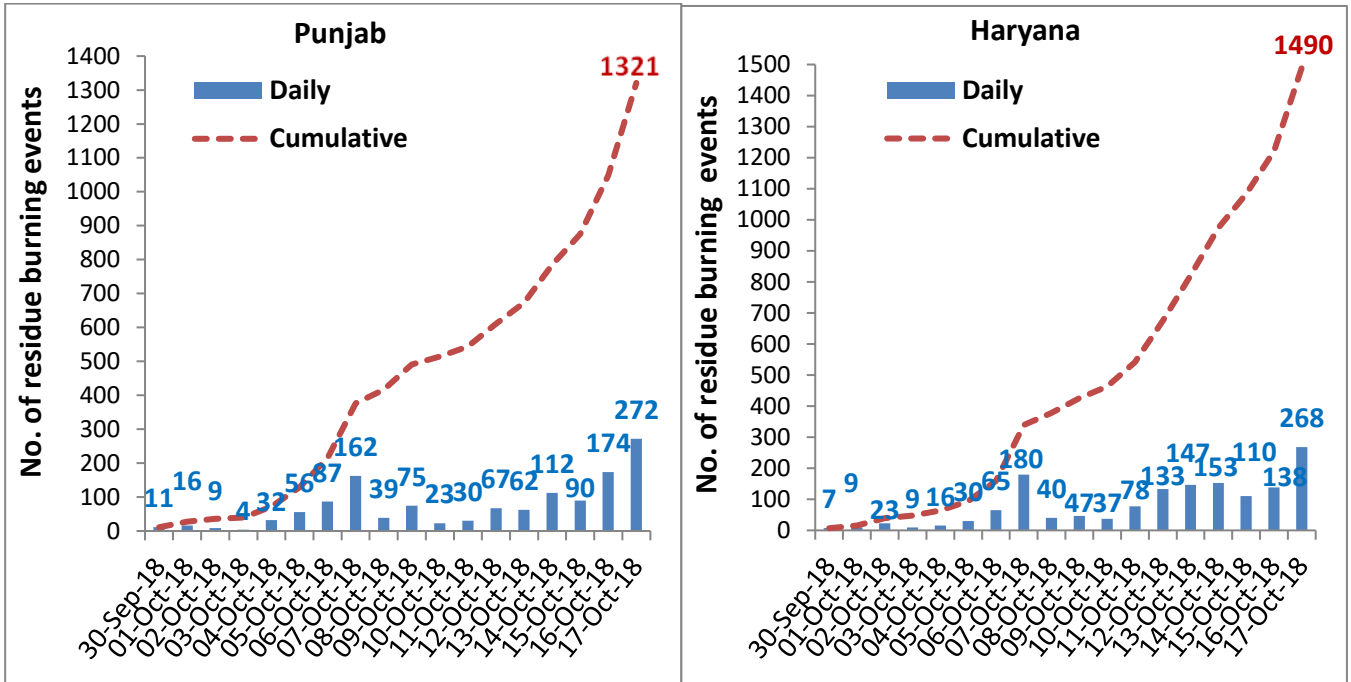 Punjab
No. of residue burning events
1400
1300
1200
1100
1000
900
800
700
600
500
400
300
200
100
0
Daily
Cumulative
1321
11
16
9
4
32
56
87
162
39
75
23
30
67
62
112
90
174
272
30-Sep-18
01-Oct-18
02-Oct-18
03-Oct-18
04-Oct-18
05-Oct-18
06-Oct-18
07-Oct-18
08-Oct-18
09-Oct-18
10-Oct-18
11-Oct-18
12-Oct-18
13-Oct-18
14-Oct-18
15-Oct-18
16-Oct-18
17-Oct-18
Haryana
No. of residue burning events
1500
1400
1300
1200
1100
1000
900
800
700
600
500
400
300
200
100
0
Daily
Cumulative
1490
7
9
23
9
16
30
65
180
40
47
37
78
133
147
153
110
138
268
30-Sep-18
01-Oct-18
02-Oct-18
03-Oct-18
04-Oct-18
05-Oct-18
06-Oct-18
07-Oct-18
08-Oct-18
09-Oct-18
10-Oct-18
11-Oct-18
12-Oct-18
13-Oct-18
14-Oct-18
15-Oct-18
16-Oct-18
17-Oct-18